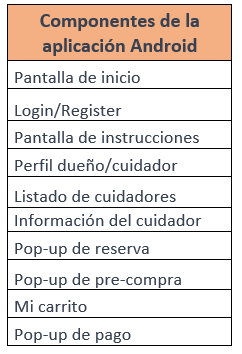 Componentes de la
aplicación Android
Pantalla de inicio
Login/Register
Pantalla de instrucciones
Perfil dueño/cuidador
Listado de cuidadores
Información del cuidador
Pop-up de reserva
Pop-up de pre-compra
Mi carrito
Pop-up de pago